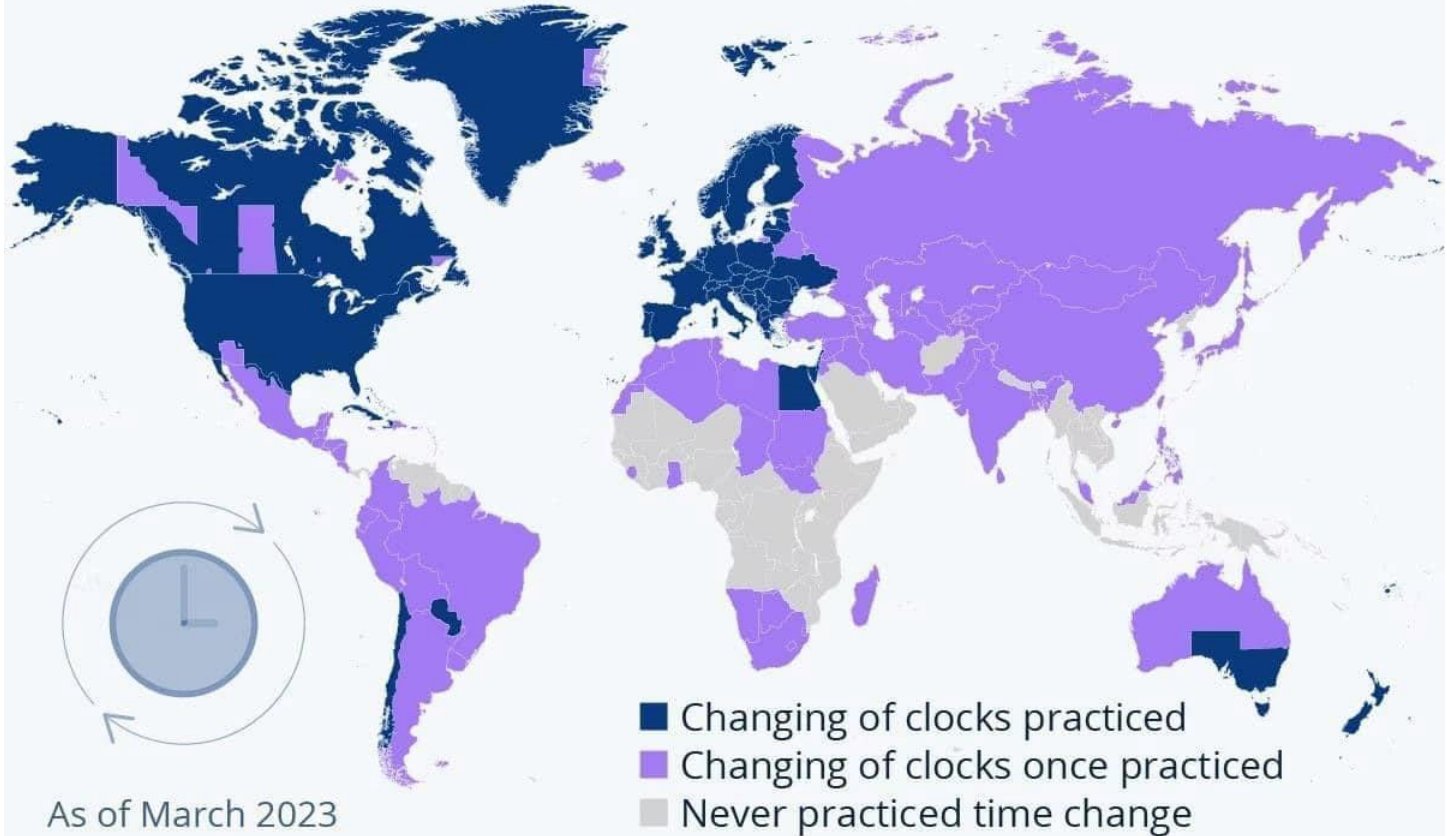 Changing of clocks practiced
Changing of clocks once practiced
Never practiced time change
As of March 2023